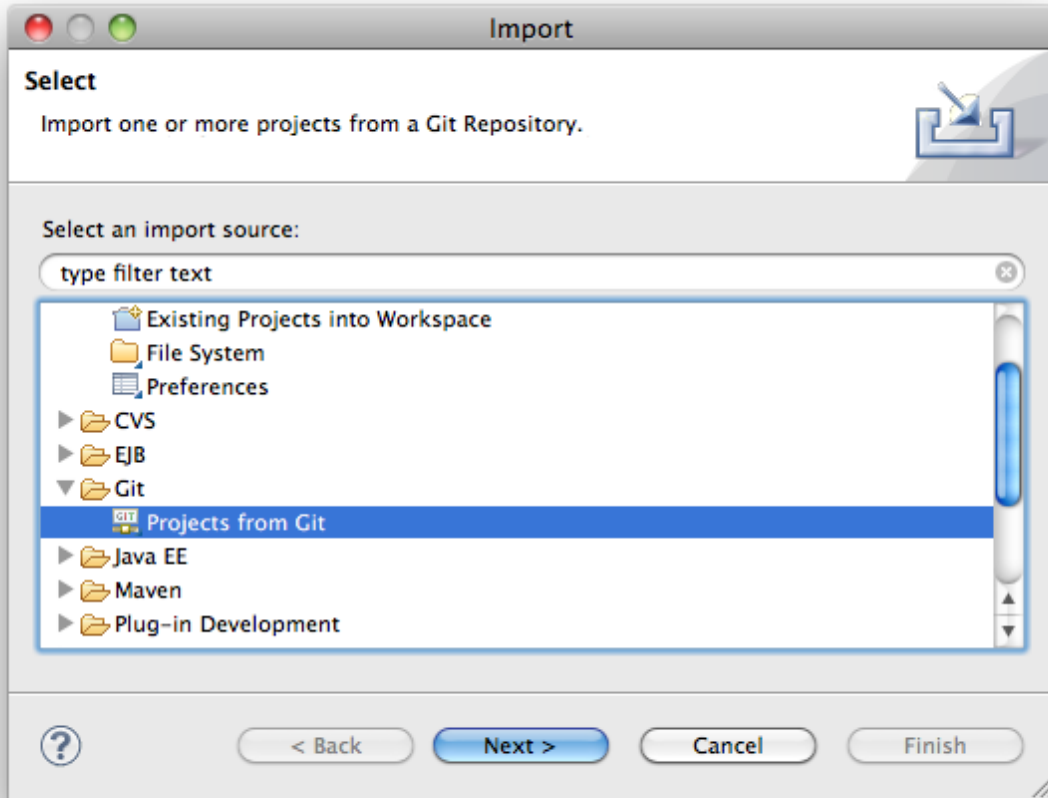 Import
Select
Import one or more projects from a Git Repository.
Select an import source:
type filter text
Existing Projects into Workspace
File System
Preferences
CVS
EJB
Git
GIT Projects from Git
Java EE
Maven
Plug-in Development
? < Back Next > Cancel Finish